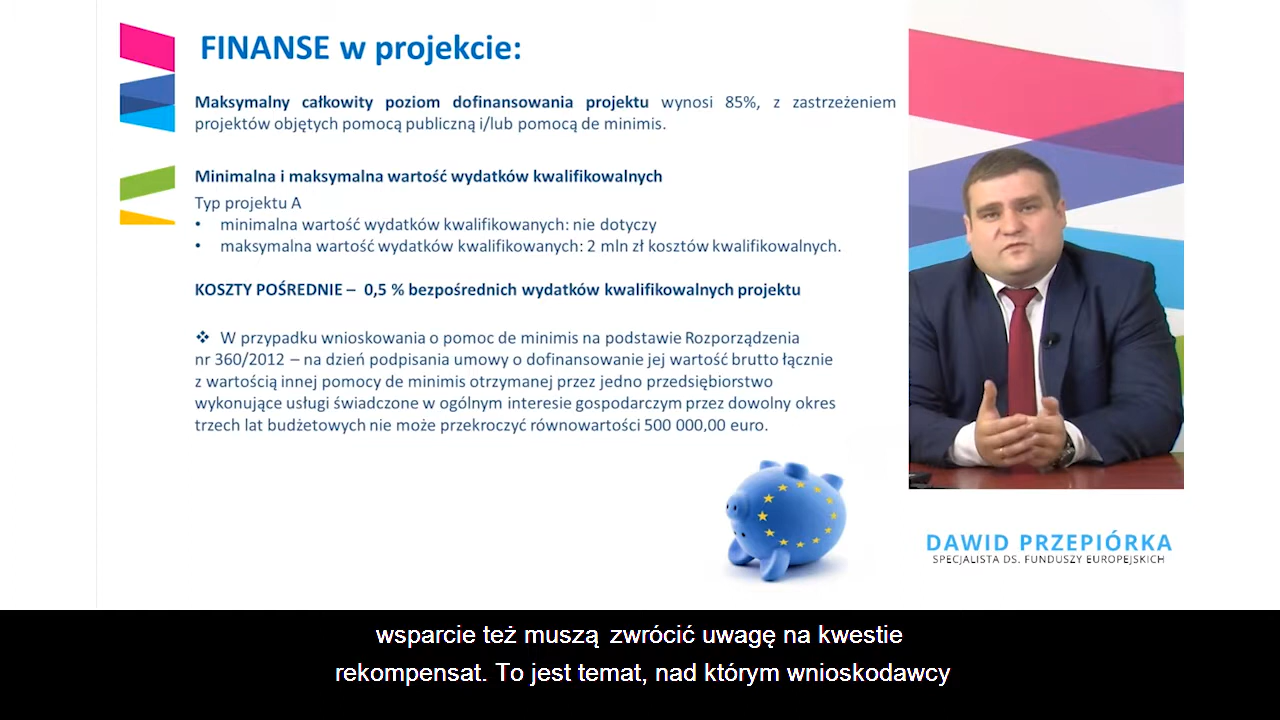 FINANSE w projekcie:
Maksymalny całkowity poziom dofinansowania projektu wynosi 85%, z zastrzeżeniem
projektów objętych pomocą publiczną i/lub pomocą de minimis.
Minimalna i maksymalna wartość wydatków kwalifikowalnych
Typ projektu A
• minimalna wartość wydatków kwalifikowanych: nie dotyczy
• maksymalna wartość wydatków kwalifikowanych: 2 mln zł kosztów kwalifikowalnych.
KOSZTY POŚREDNIE – 0,5 % bezpośrednich wydatków kwalifikowalnych projektu
❖ W przypadku wnioskowania o pomoc de minimis na podstawie Rozporządzenia
nr 360/2012 – na dzień podpisania umowy o dofinansowanie jej wartość brutto łącznie
z wartością innej pomocy de minimis otrzymanej przez jedno przedsiębiorstwo
wykonujące usługi świadczone w ogólnym interesie gospodarczym przez dowolny okres
trzech lat budżetowych nie może przekroczyć równowartości 500 000,00 euro.
DAWID PRZEPIÓRKA
SPECJALISTA DS. FUNDUSZY EUROPEJSKICH
wsparcie też muszą zwrócić uwagę na kwestie
rekompensat. To jest temat, nad którym wnioskodawcy